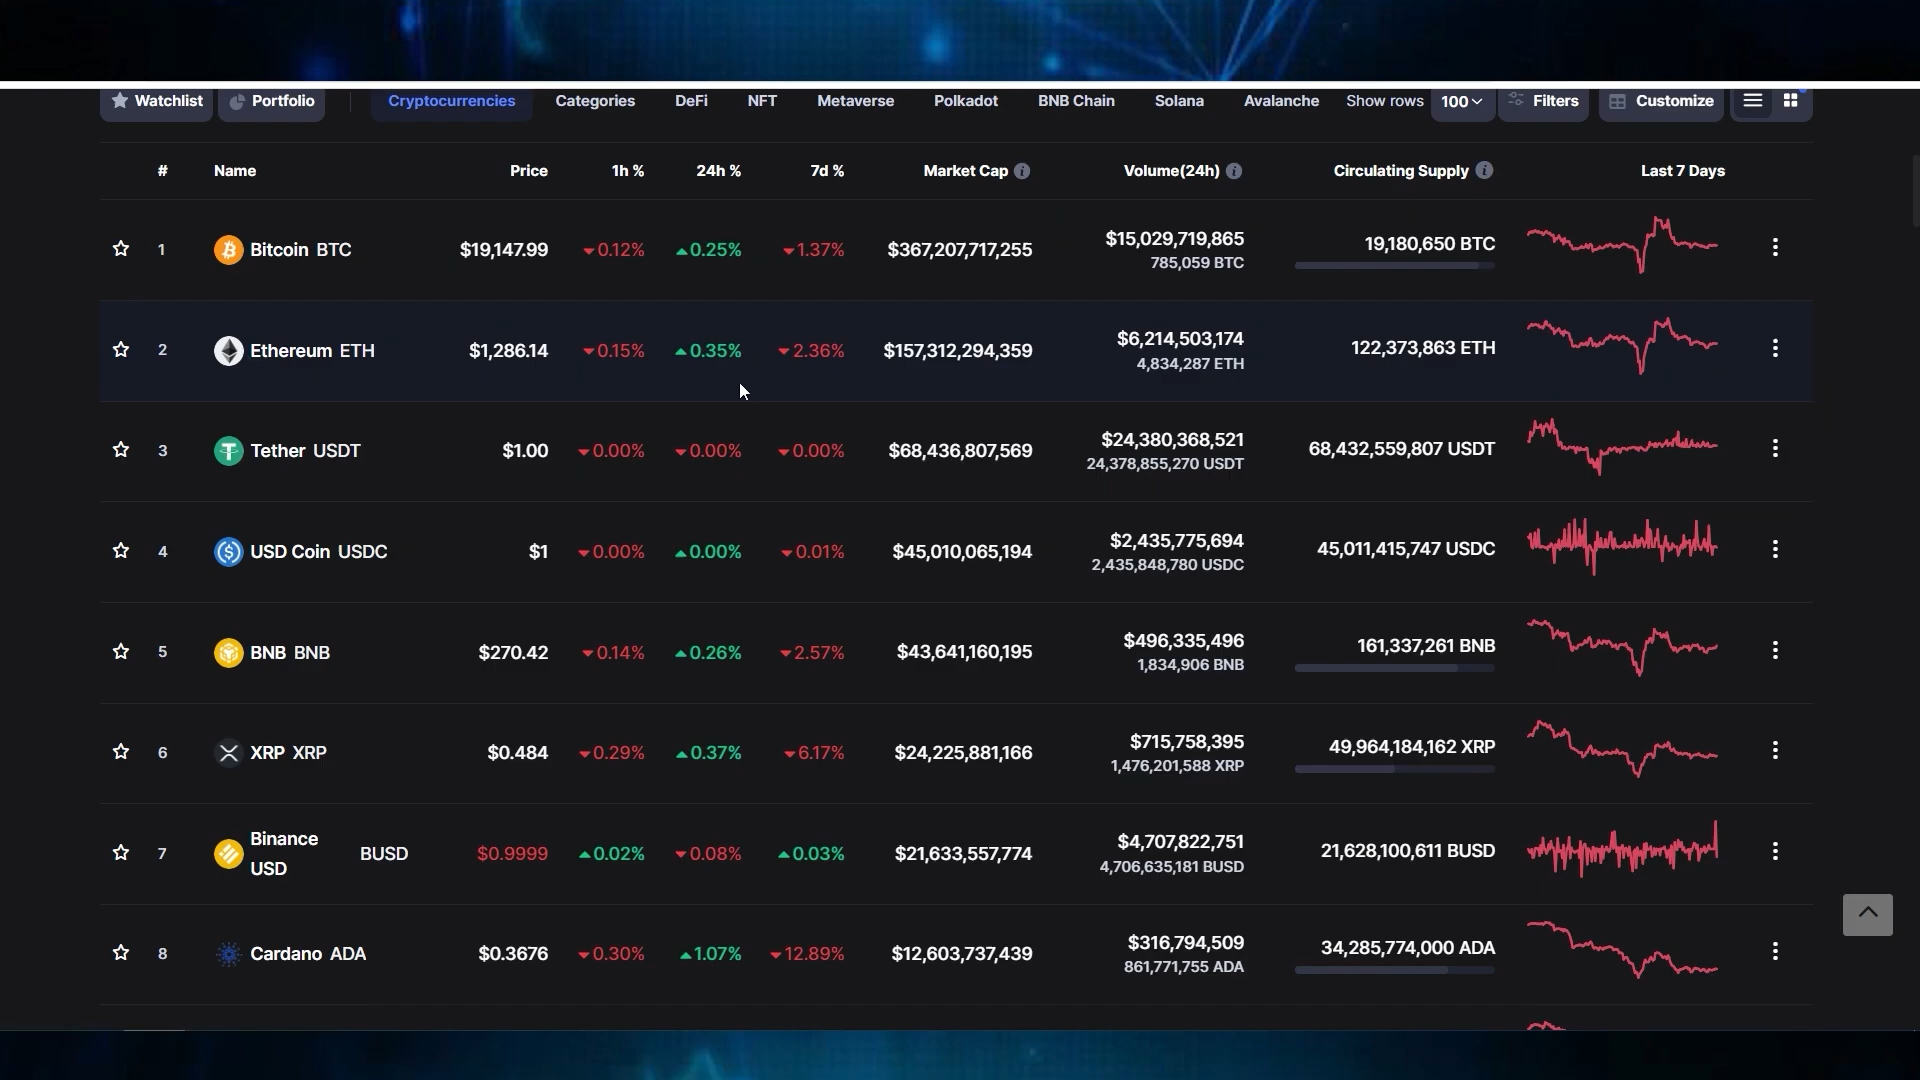 Watchlist Portfolio Cryptocurrencies Categories DeFi NFT Metaverse Polkadot BNB Chain Solana Avalanche Show rows 100 Filters Customize
# Name Price 1h % 24h % 7d % Market Cap Volume(24h) Circulating Supply Last 7 Days
1 Bitcoin BTC $19,147.99 0.12% 0.25% 1.37% $367,207,717,255 $15,029,719,865 19,180,650 BTC
785,059 BTC
2 Ethereum ETH $1,286.14 0.15% 0.35% 2.36% $157,312,294,359 $6,214,503,174 122,373,863 ETH
4,834,287 ETH
3 Tether USDT $1.00 0.00% 0.00% 0.00% $68,436,807,569 $24,380,368,521 68,432,559,807 USDT
24,378,855,270 USDT
4 USD Coin USDC $1 0.00% 0.00% 0.01% $45,010,065,194 $2,435,775,694 45,011,415,747 USDC
2,435,848,780 USDC
5 BNB BNB $270.42 0.14% 0.26% 2.57% $43,641,160,195 $496,335,496 161,337,261 BNB
1,834,906 BNB
6 XRP XRP $0.484 0.29% 0.37% 6.17% $24,225,881,166 $715,758,395 49,964,184,162 XRP
1,476,201,588 XRP
7 Binance USD BUSD $0.9999 0.02% 0.08% 0.03% $21,633,557,774 $4,707,822,751 21,628,100,611 BUSD
4,706,635,181 BUSD
8 Cardano ADA $0.3676 0.30% 1.07% 12.89% $12,603,737,439 $316,794,509 34,285,774,000 ADA
861,771,755 ADA